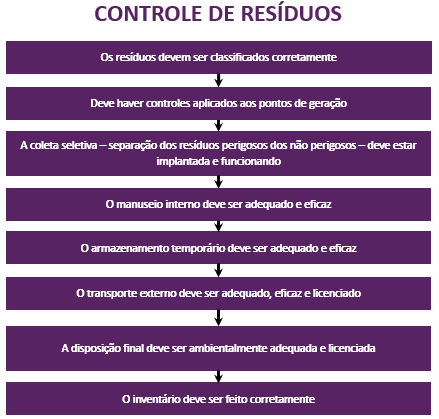 CONTROLE DE RESÍDUOS
Os resíduos devem ser classificados corretamente
Deve haver controles aplicados aos pontos de geração
A coleta seletiva – separação dos resíduos perigosos dos não perigosos – deve estar
implantada e funcionando
O manuseio interno deve ser adequado e eficaz
O armazenamento temporário deve ser adequado e eficaz
O transporte externo deve ser adequado, eficaz e licenciado
A disposição final deve ser ambientalmente adequada e licenciada
O inventário deve ser feito corretamente